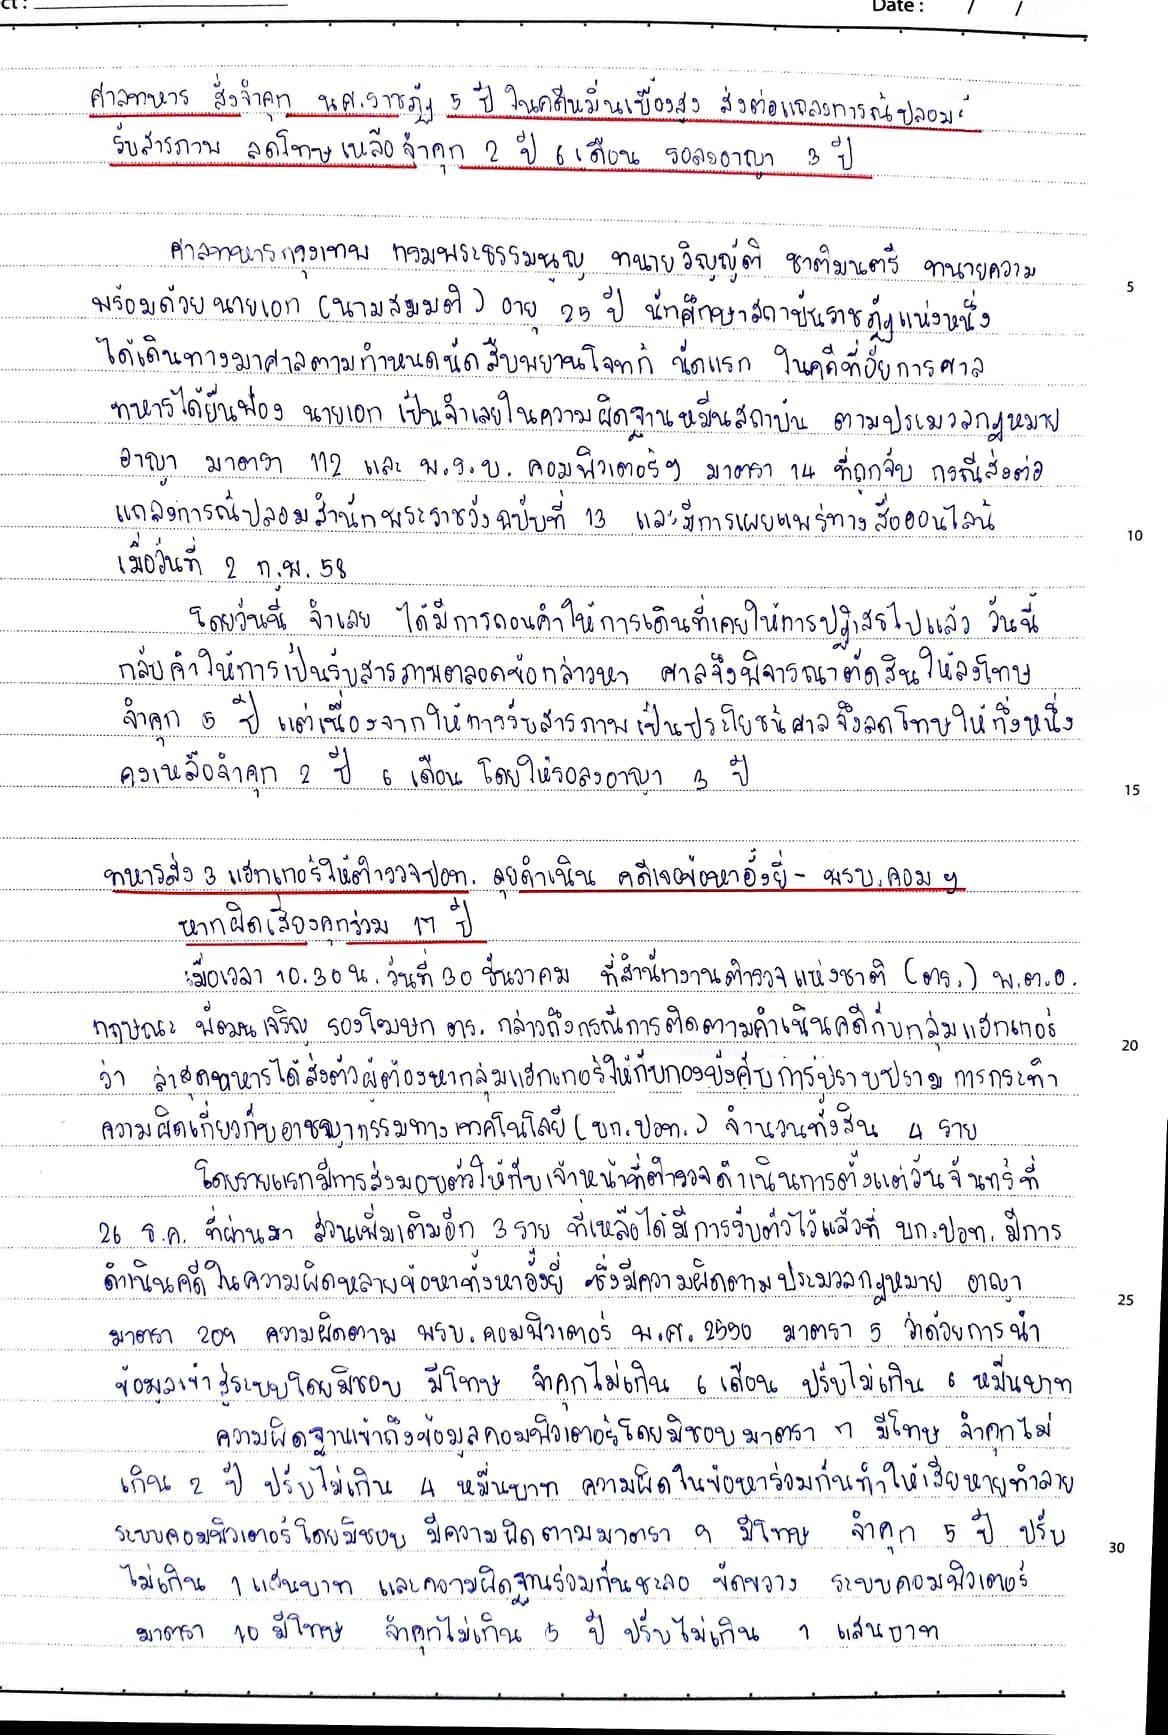 ct :
Date : / /
ศาลทหาร สั่งจำคุก นศ.ราชภัฏ 5 ปี ในคดีหมิ่นเบื้องสูง ส่งต่อแถลงการณ์ปลอม
รับสารภาพ ลดโทษเหลือจำคุก 2 ปี 6 เดือน รอลงอาญา 3 ปี
ศาลทหารกรุงเทพ กรมพระธรรมนูญ ทนายวิญญัติ ชาติมนตรี ทนายความ
5
พร้อมด้วยนายเอก (นามสมมติ) อายุ 25 ปี นักศึกษาสถาบันราชภัฏแห่งหนึ่ง
ได้เดินทางมาศาลตามกำหนดนัดสืบพยานโจทก์ นัดแรก ในคดีที่อัยการศาล
ทหารได้ยื่นฟ้อง นายเอก เป็นจำเลยในความผิดฐานหมิ่นสถาบัน ตามประมวลกฎหมาย
อาญา มาตรา 112 และ พ.ร.บ. คอมพิวเตอร์ฯ มาตรา 14 ที่ถูกจับ กรณีส่งต่อ
แถลงการณ์ปลอมสำนักพระราชวังฉบับที่ 13 และมีการเผยแพร่ทางสื่อออนไลน์
10
เมื่อวันที่ 2 ก.พ. 58
โดยวันนี้ จำเลย ได้มีการถอนคำให้การเดิมที่เคยให้การปฏิเสธไปแล้ว วันนี้
กลับคำให้การเป็นรับสารภาพตลอดข้อกล่าวหา ศาลจึงพิจารณาตัดสินให้ลงโทษ
จำคุก 5 ปี แต่เนื่องจากให้การรับสารภาพเป็นประโยชน์ศาลจึงลดโทษให้กึ่งหนึ่ง
คงเหลือจำคุก 2 ปี 6 เดือน โดยให้รอลงอาญา 3 ปี
15
ทหารส่ง 3 แฮกเกอร์ให้ตำรวจปอท. ลุยดำเนิน คดีเจอข้อหาอั้งยี่ - พรบ.คอมฯ
หากผิดเสี่ยงคุกร่วม 17 ปี
เมื่อเวลา 10.30 น. วันที่ 30 ธันวาคม ที่สำนักงานตำรวจแห่งชาติ (ตร.) พ.ต.อ.
กฤษณะ พัฒนเจริญ รองโฆษก ตร. กล่าวถึงกรณีการติดตามดำเนินคดีกับกลุ่มแฮกเกอร์
20
ว่า ล่าสุดทหารได้ส่งตัวผู้ต้องหากลุ่มแฮกเกอร์ให้กับกองบังคับการปราบปราม การกระทำ
ความผิดเกี่ยวกับอาชญากรรมทางเทคโนโลยี (บก.ปอท.) จำนวนทั้งสิ้น 4 ราย
โดยรายแรกมีการส่งมอบตัวให้กับเจ้าหน้าที่ตำรวจดำเนินการตั้งแต่วันจันทร์ที่
26 ธ.ค. ที่ผ่านมา ส่วนเพิ่มเติมอีก 3 ราย ที่เหลือได้มีการรับตัวไว้แล้วที่ บก.ปอท. มีการ
ดำเนินคดีในความผิดหลายข้อหาทั้งหาอั้งยี่ ซึ่งมีความผิดตามประมวลกฎหมาย อาญา
25
มาตรา 209 ความผิดตาม พรบ.คอมพิวเตอร์ พ.ศ. 2550 มาตรา 5 ว่าด้วยการนำ
ข้อมูลเข้าสู่ระบบโดยมิชอบ มีโทษ จำคุกไม่เกิน 6 เดือน ปรับไม่เกิน 6 หมื่นบาท
ความผิดฐานเข้าถึงข้อมูลคอมพิวเตอร์โดยมิชอบ มาตรา 7 มีโทษ จำคุกไม่
เกิน 2 ปี ปรับไม่เกิน 4 หมื่นบาท ความผิดในข้อหาร่วมกันทำให้เสียหายทำลาย
ระบบคอมพิวเตอร์โดยมิชอบ มีความผิดตามมาตรา 9 มีโทษ จำคุก 5 ปี ปรับ
30
ไม่เกิน 1 แสนบาท และความผิดฐานร่วมกันชะลอ ขัดขวาง ระบบคอมพิวเตอร์
มาตรา 10 มีโทษ จำคุกไม่เกิน 5 ปี ปรับไม่เกิน 1 แสนบาท